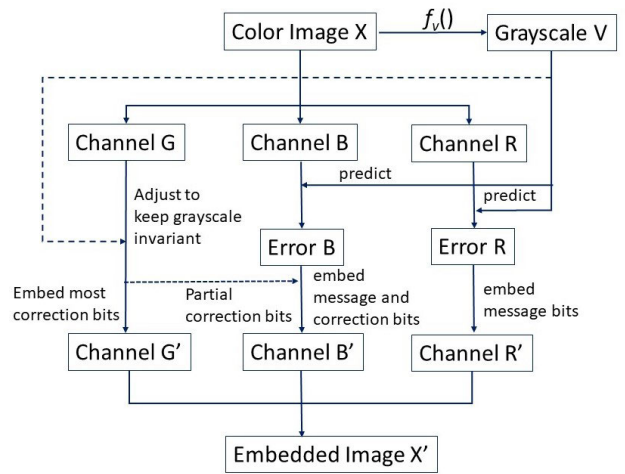 Color Image X
fv()
Grayscale V
Channel G
Channel B
Channel R
predict
predict
Adjust to
keep grayscale
invariant
Error B
Error R
Embed most
correction bits
Partial
correction bits
embed
message and
correction bits
embed
message bits
Channel G’
Channel B’
Channel R’
Embedded Image X’